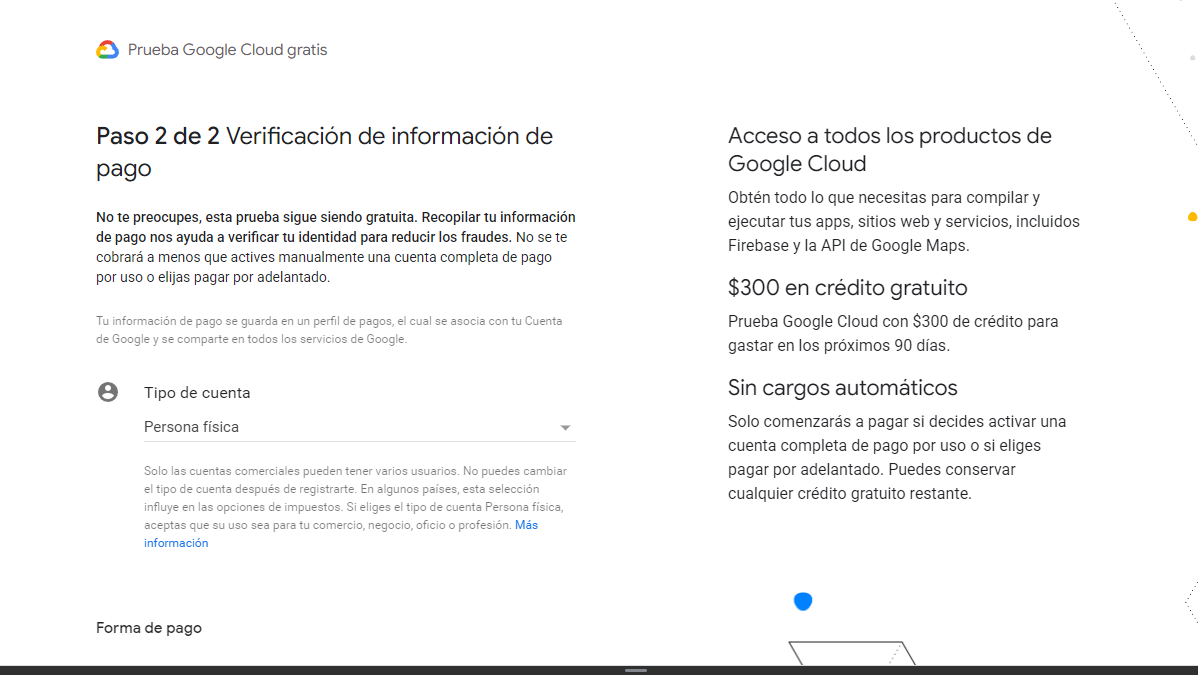 Prueba Google Cloud gratis
Paso 2 de 2 Verificación de información de
pago
No te preocupes, esta prueba sigue siendo gratuita. Recopilar tu información
de pago nos ayuda a verificar tu identidad para reducir los fraudes. No se te
cobrará a menos que actives manualmente una cuenta completa de pago
por uso o elijas pagar por adelantado.
Tu información de pago se guarda en un perfil de pagos, el cual se asocia con tu Cuenta
de Google y se comparte en todos los servicios de Google.
Tipo de cuenta
Persona física
Solo las cuentas comerciales pueden tener varios usuarios. No puedes cambiar
el tipo de cuenta después de registrarte. En algunos países, esta selección
influye en las opciones de impuestos. Si eliges el tipo de cuenta Persona física,
aceptas que su uso sea para tu comercio, negocio, oficio o profesión. Más
información
Forma de pago
Acceso a todos los productos de
Google Cloud
Obtén todo lo que necesitas para compilar y
ejecutar tus apps, sitios web y servicios, incluidos
Firebase y la API de Google Maps.
$300 en crédito gratuito
Prueba Google Cloud con $300 de crédito para
gastar en los próximos 90 días.
Sin cargos automáticos
Solo comenzarás a pagar si decides activar una
cuenta completa de pago por uso o si eliges
pagar por adelantado. Puedes conservar
cualquier crédito gratuito restante.